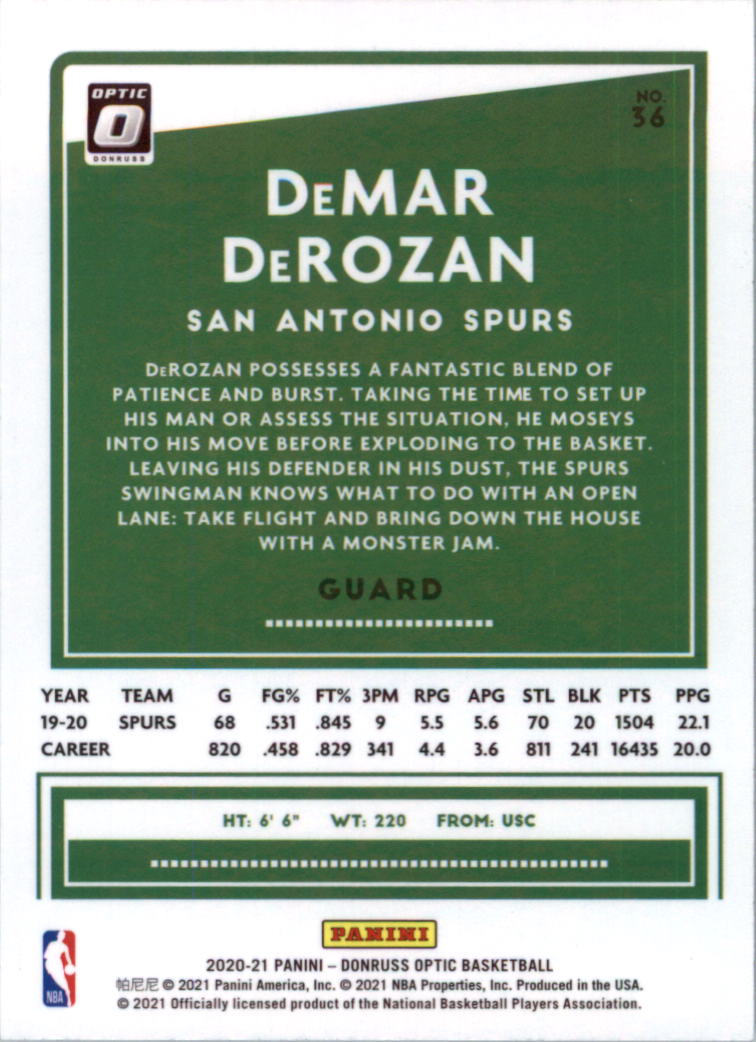 OPTIC
O
DONRUSS
NO.
36
DeMAR
DeROZAN
SAN ANTONIO SPURS
DeROZAN POSSESSES A FANTASTIC BLEND OF
PATIENCE AND BURST. TAKING THE TIME TO SET UP
HIS MAN OR ASSESS THE SITUATION, HE MOSEYS
INTO HIS MOVE BEFORE EXPLODING TO THE BASKET.
LEAVING HIS DEFENDER IN HIS DUST, THE SPURS
SWINGMAN KNOWS WHAT TO DO WITH AN OPEN
LANE: TAKE FLIGHT AND BRING DOWN THE HOUSE
WITH A MONSTER JAM.
GUARD
YEAR TEAM G FG% FT% 3PM RPG APG STL BLK PTS PPG
19-20 SPURS 68 .531 .845 9 5.5 5.6 70 20 1504 22.1
CAREER 820 .458 .829 341 4.4 3.6 811 241 16435 20.0
HT: 6' 6" WT: 220 FROM: USC
PANINI
2020-21 PANINI – DONRUSS OPTIC BASKETBALL
帕尼尼 © 2021 Panini America, Inc. © 2021 NBA Properties, Inc. Produced in the USA.
© 2021 Officially licensed product of the National Basketball Players Association.
NBA